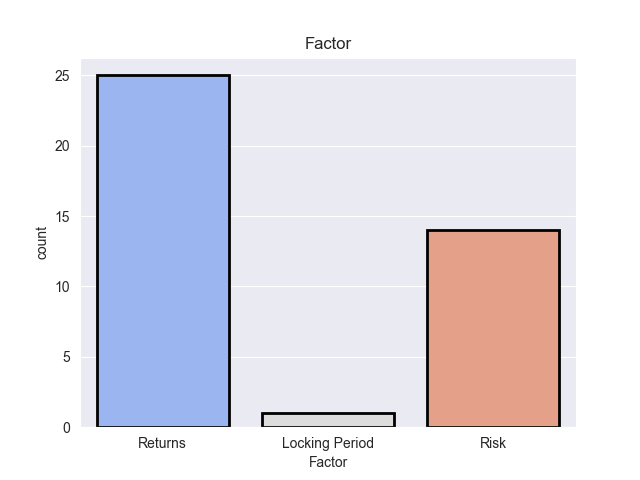 Factor
25
20
15
10
5
0
count
Returns
Locking Period
Risk
Factor